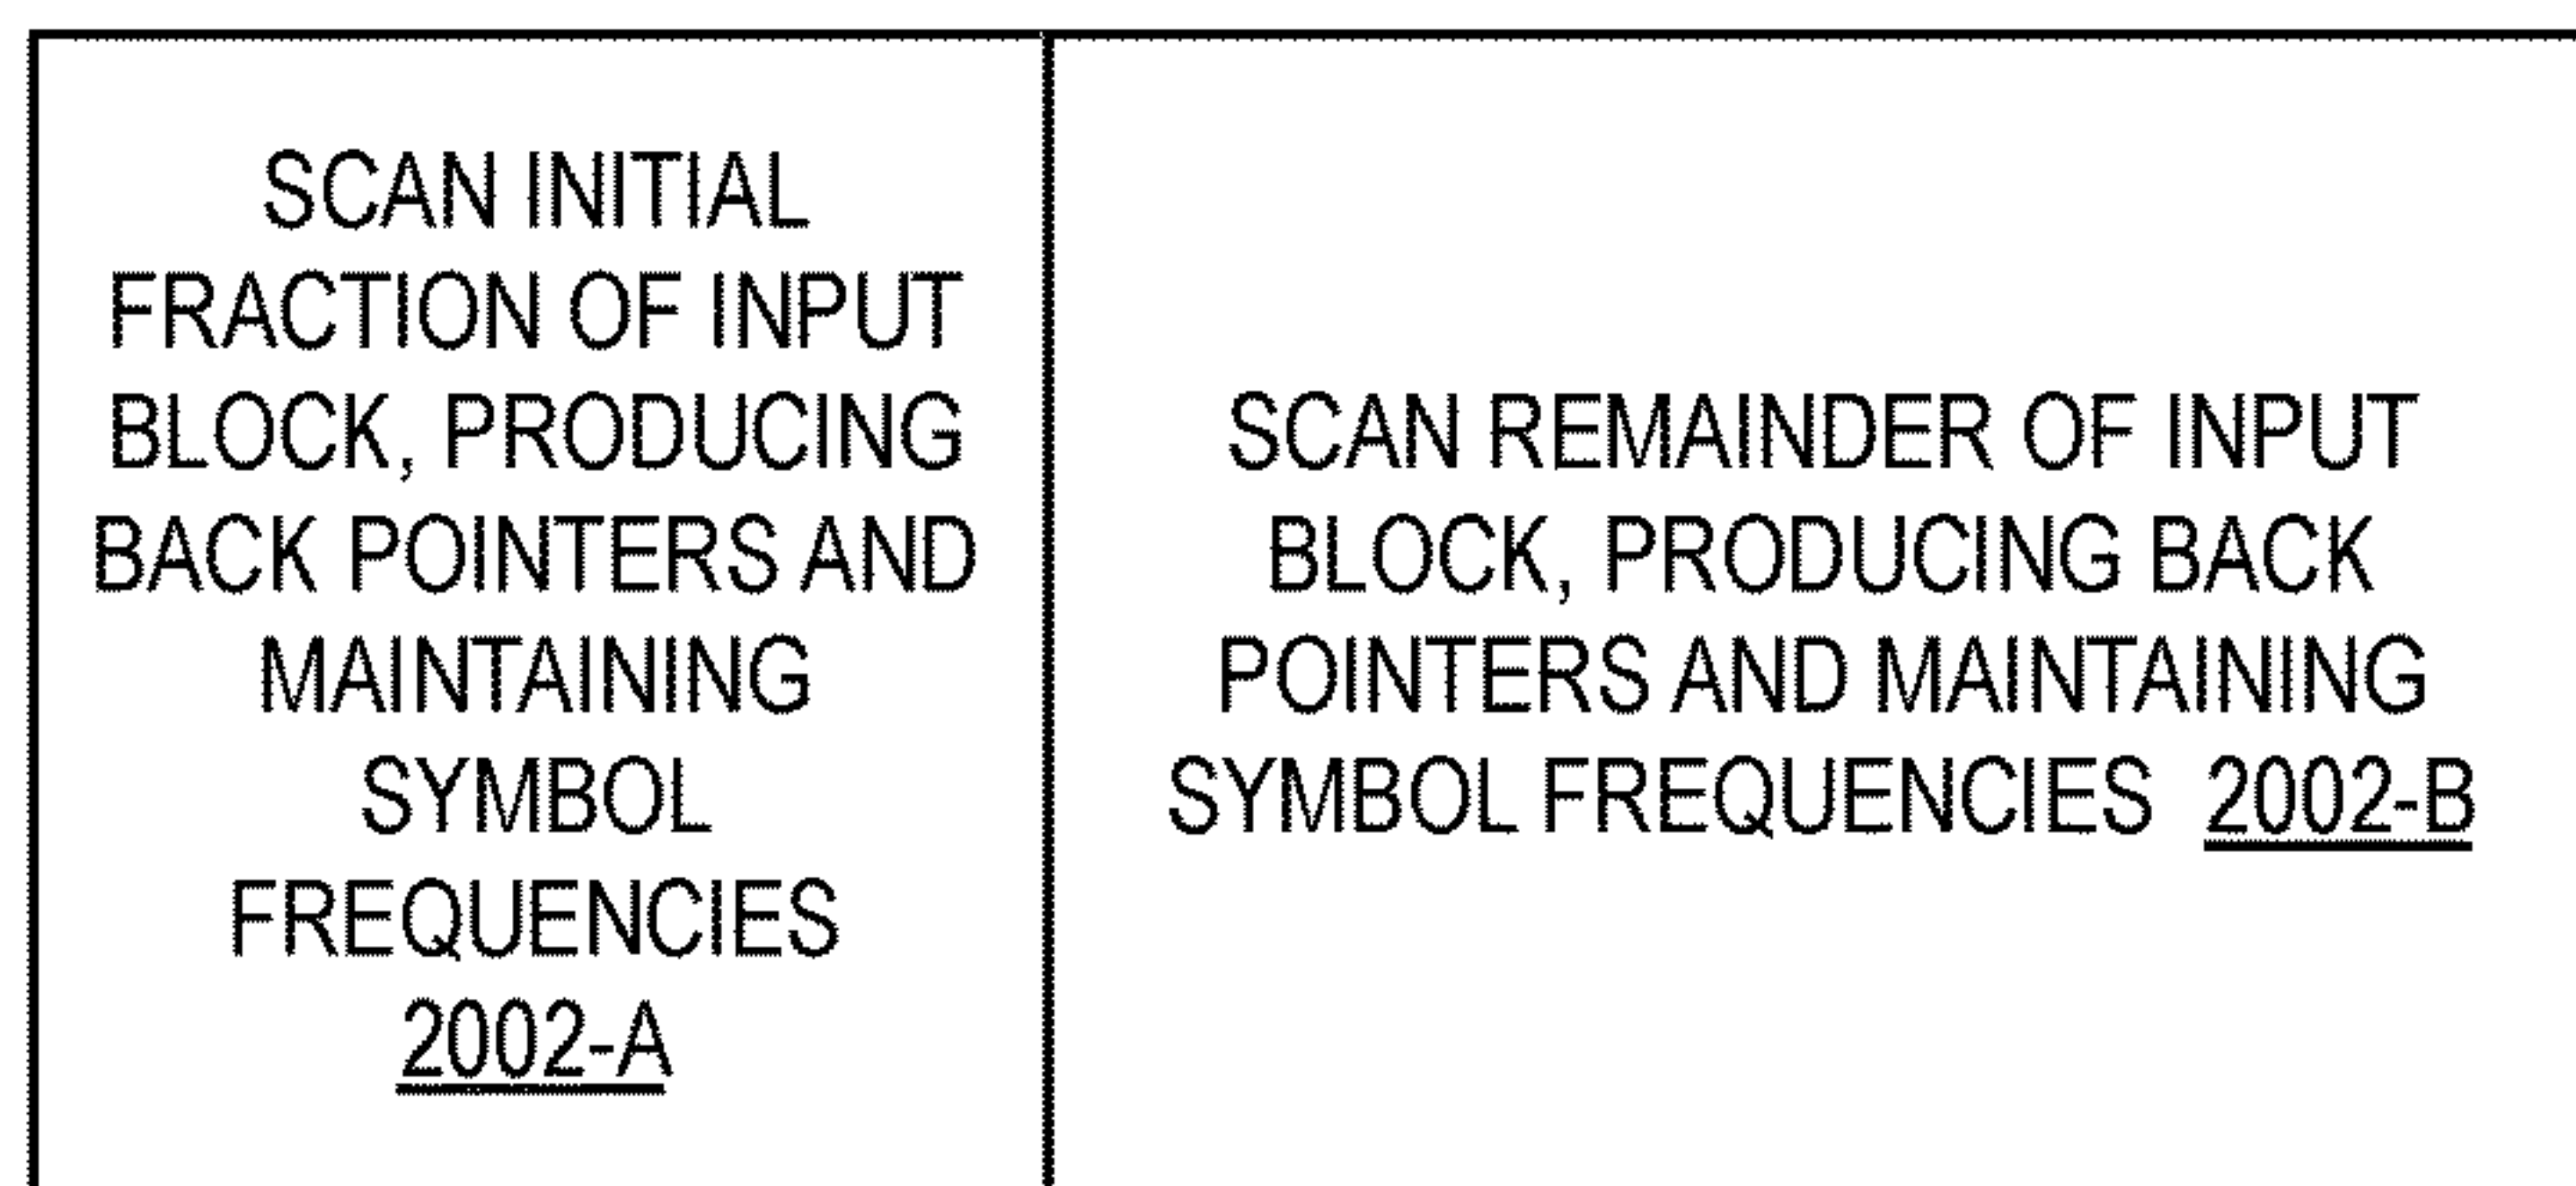 SCAN INITIAL
FRACTION OF INPUT
BLOCK, PRODUCING
BACK POINTERS AND
MAINTAINING
SYMBOL
FREQUENCIES
2002-A
SCAN REMAINDER OF INPUT
BLOCK, PRODUCING BACK
POINTERS AND MAINTAINING
SYMBOL FREQUENCIES 2002-B